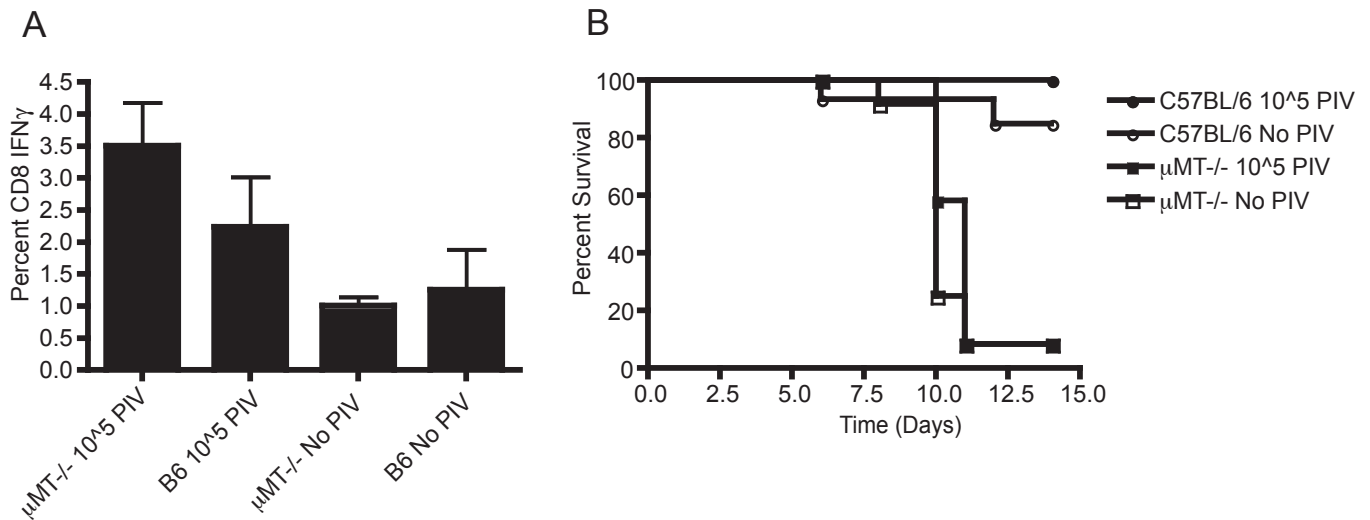 A
Percent CD8 IFNγ
4.5
4.0
3.5
3.0
2.5
2.0
1.5
1.0
0.5
0.0
μMT-/- 10^5 PIV
B6 10^5 PIV
μMT-/- No PIV
B6 No PIV
B
Percent Survival
100
80
60
40
20
0
0.0 2.5 5.0 7.5 10.0 12.5 15.0
Time (Days)
C57BL/6 10^5 PIV
C57BL/6 No PIV
μMT-/- 10^5 PIV
μMT-/- No PIV